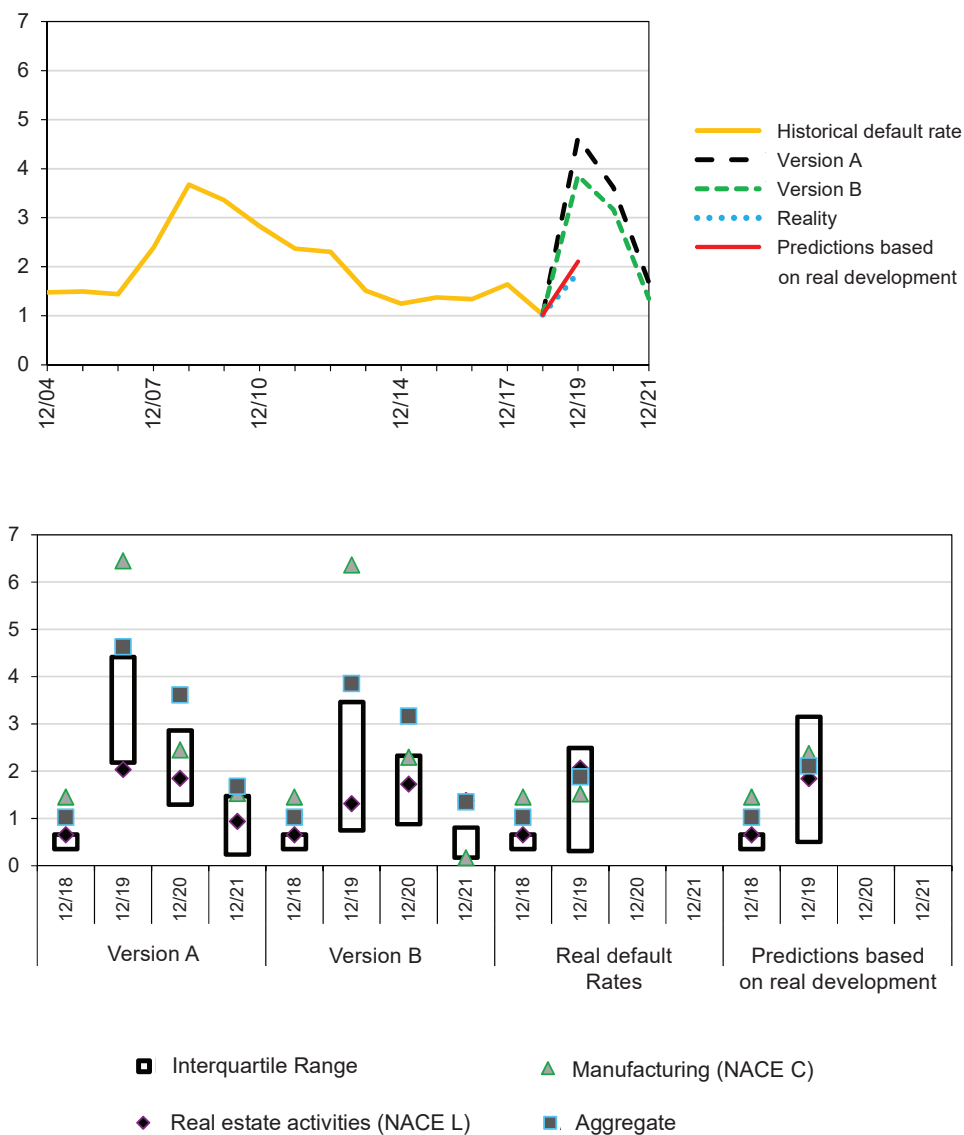 7
6
5
4
3
2
1
0
12/04
12/07
12/10
12/14
12/17
12/19
12/21
Historical default rate
Version A
Version B
Reality
Predictions based
on real development
7
6
5
4
3
2
1
0
12/18 12/19 12/20 12/21 12/18 12/19 12/20 12/21 12/18 12/19 12/20 12/21 12/18 12/19 12/20 12/21
Version A Version B Real default Predictions based
Rates on real development
Interquartile Range Manufacturing (NACE C)
Real estate activities (NACE L) Aggregate